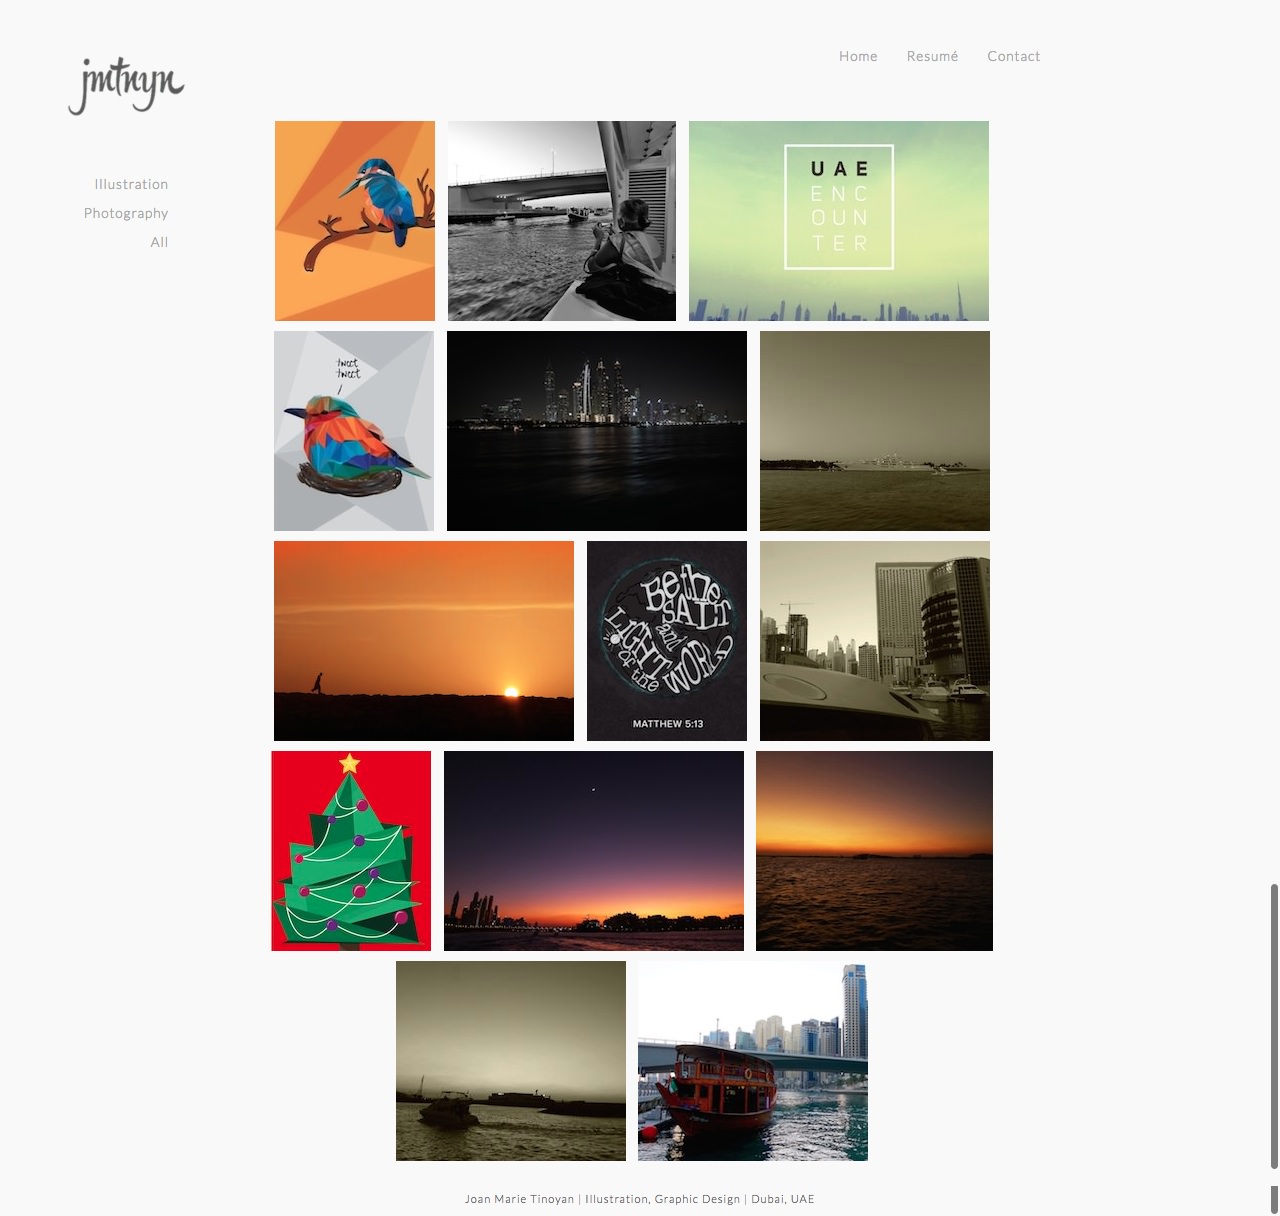 jmtnyn
Home
Resumé
Contact
Illustration
Photography
All
UAE
ENC
OUN
TER
tweet
tweet
Be the
SALT
and
LIGHT
of the
WORLD
MATTHEW 5:13
Joan Marie Tinoyan | Illustration, Graphic Design | Dubai, UAE